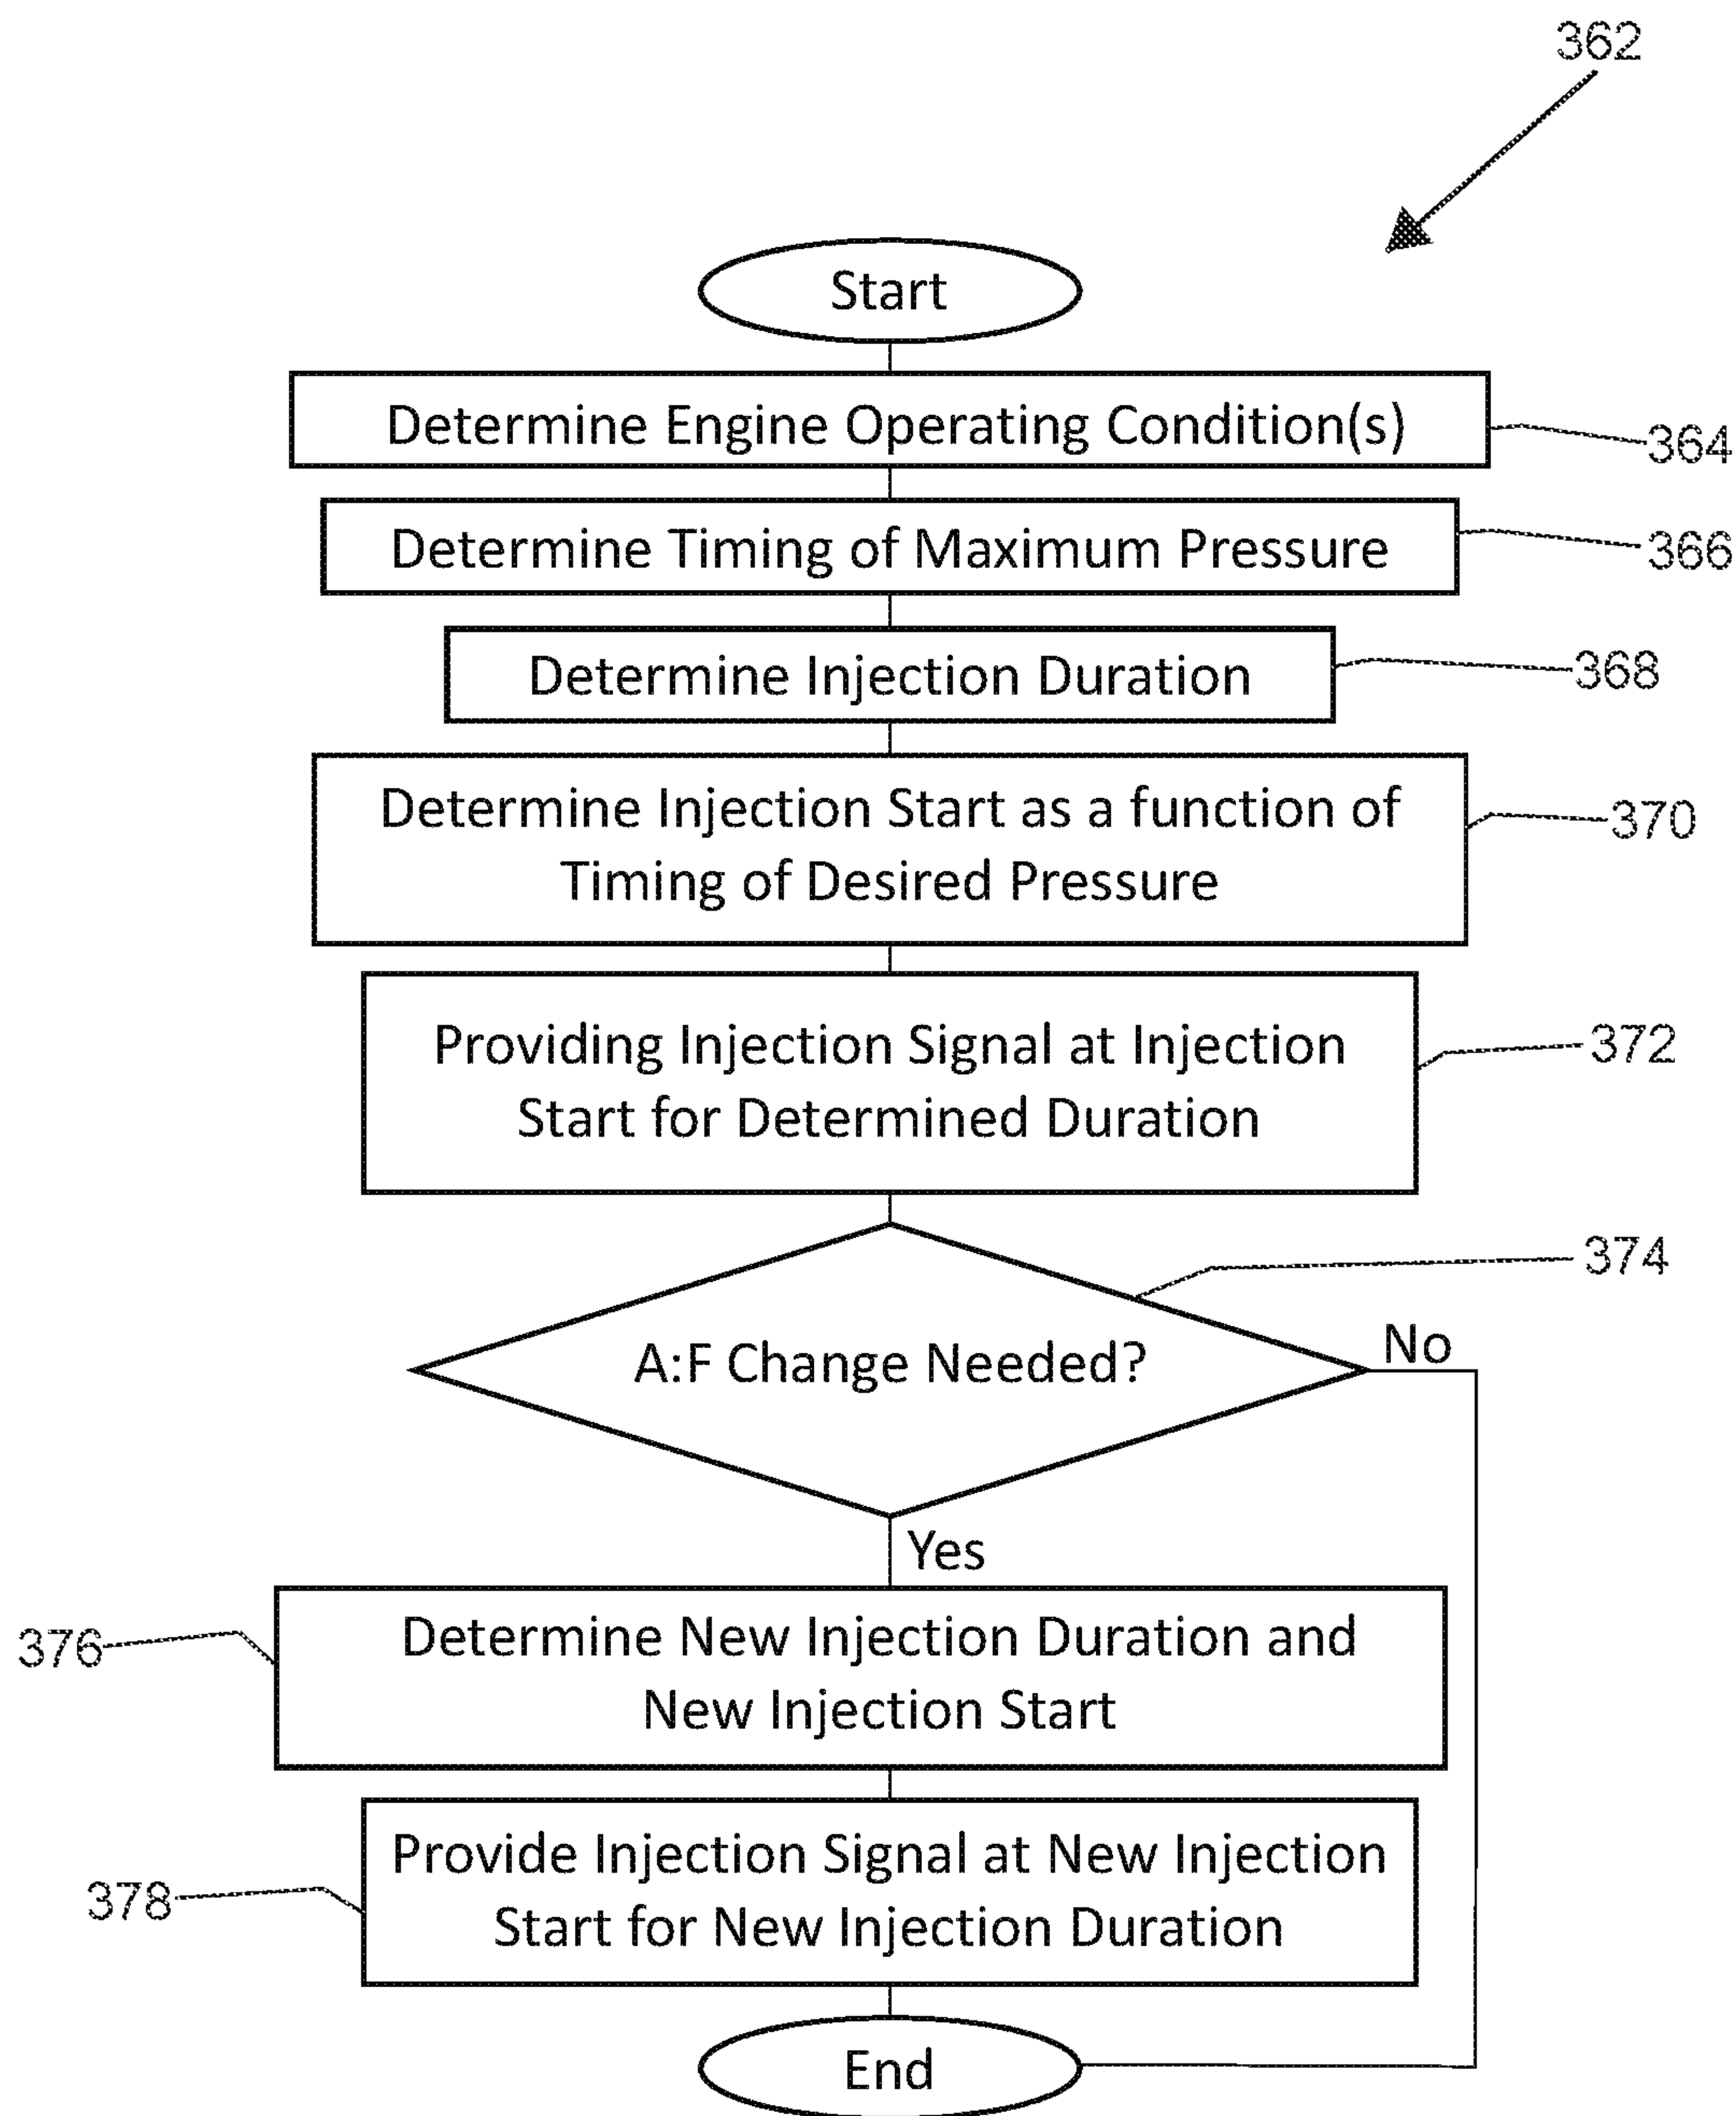 362
Start
Determine Engine Operating Condition(s)
364
Determine Timing of Maximum Pressure
366
Determine Injection Duration
368
Determine Injection Start as a function of
Timing of Desired Pressure
370
Providing Injection Signal at Injection
Start for Determined Duration
372
374
A:F Change Needed?
No
Yes
376
Determine New Injection Duration and
New Injection Start
378
Provide Injection Signal at New Injection
Start for New Injection Duration
End